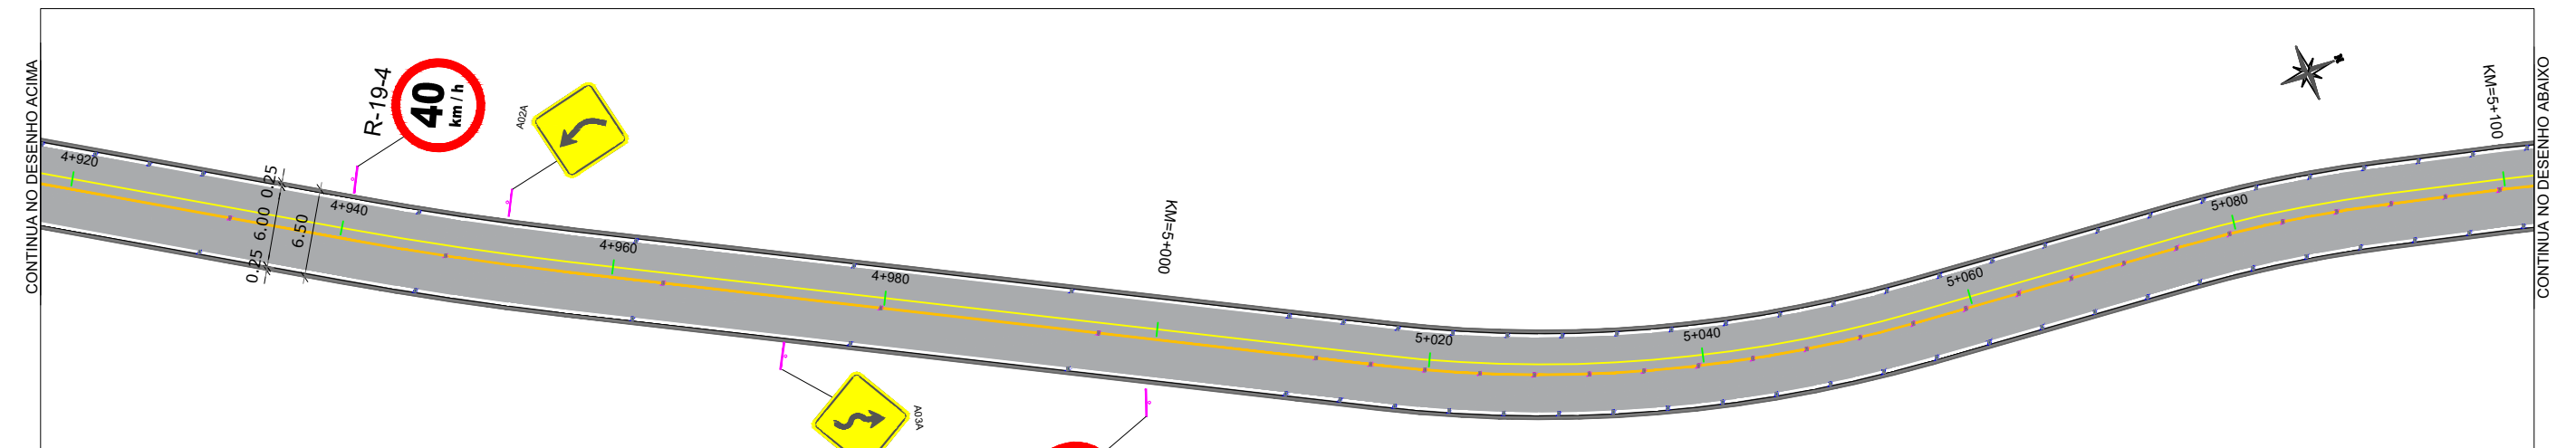 CONTINUA NO DESENHO ACIMA
R-19-4
40
km / h
A02A
4+920
0.25
6.00
0.25
6.50
4+940
4+960
4+980
KM=5+000
5+020
5+040
5+060
5+080
KM=5+100
CONTINUA NO DESENHO ABAIXO
A03A